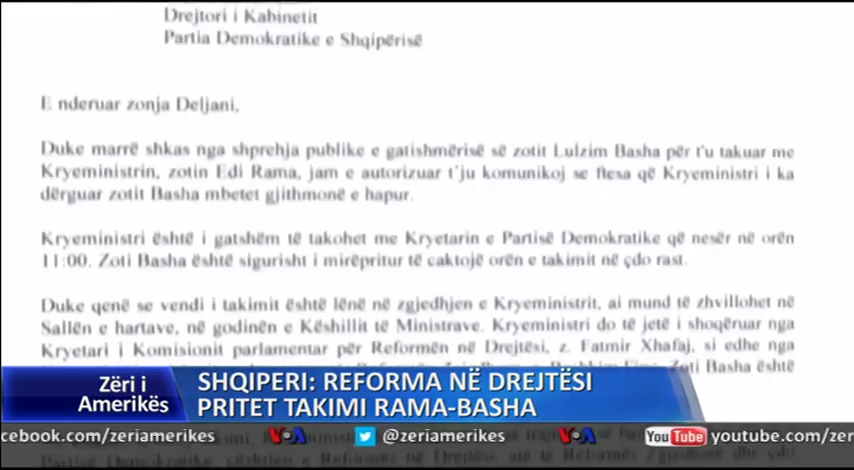 Drejtori i Kabinetit
Partia Demokratike e Shqipërisë
E nderuar zonja Deljani,
Duke marrë shkas nga shprehja publike e gatishmërisë së zotit Lulzim Basha për t'u takuar me
Kryeministrin, zotin Edi Rama, jam e autorizuar t'ju komunikoj se ftesa që Kryeministri i ka
dërguar zotit Basha mbetet gjithmonë e hapur.
Kryeministri është i gatshëm të takohet me Kryetarin e Partisë Demokratike që nesër në orën
11:00. Zoti Basha është sigurisht i mirëpritur të caktojë orën e takimit në çdo rast.
Duke qenë se vendi i takimit është lënë në zgjedhjen e Kryeministrit, ai mund të zhvillohet në
Sallën e hartave, në godinën e Këshillit të Ministrave. Kryeministri do të jetë i shoqëruar nga
Kryetari i Komisionit parlamentar për Reformën në Drejtësi, z. Fatmir Xhafaj, si edhe nga
Zoti Basha është
Zëri i
Amerikës
SHQIPERI: REFORMA NË DREJTËSI
PRITET TAKIMI RAMA-BASHA
cebook.com/zeriamerikes VOA @zeriamerikes VOA YouTube youtube.com/zeri